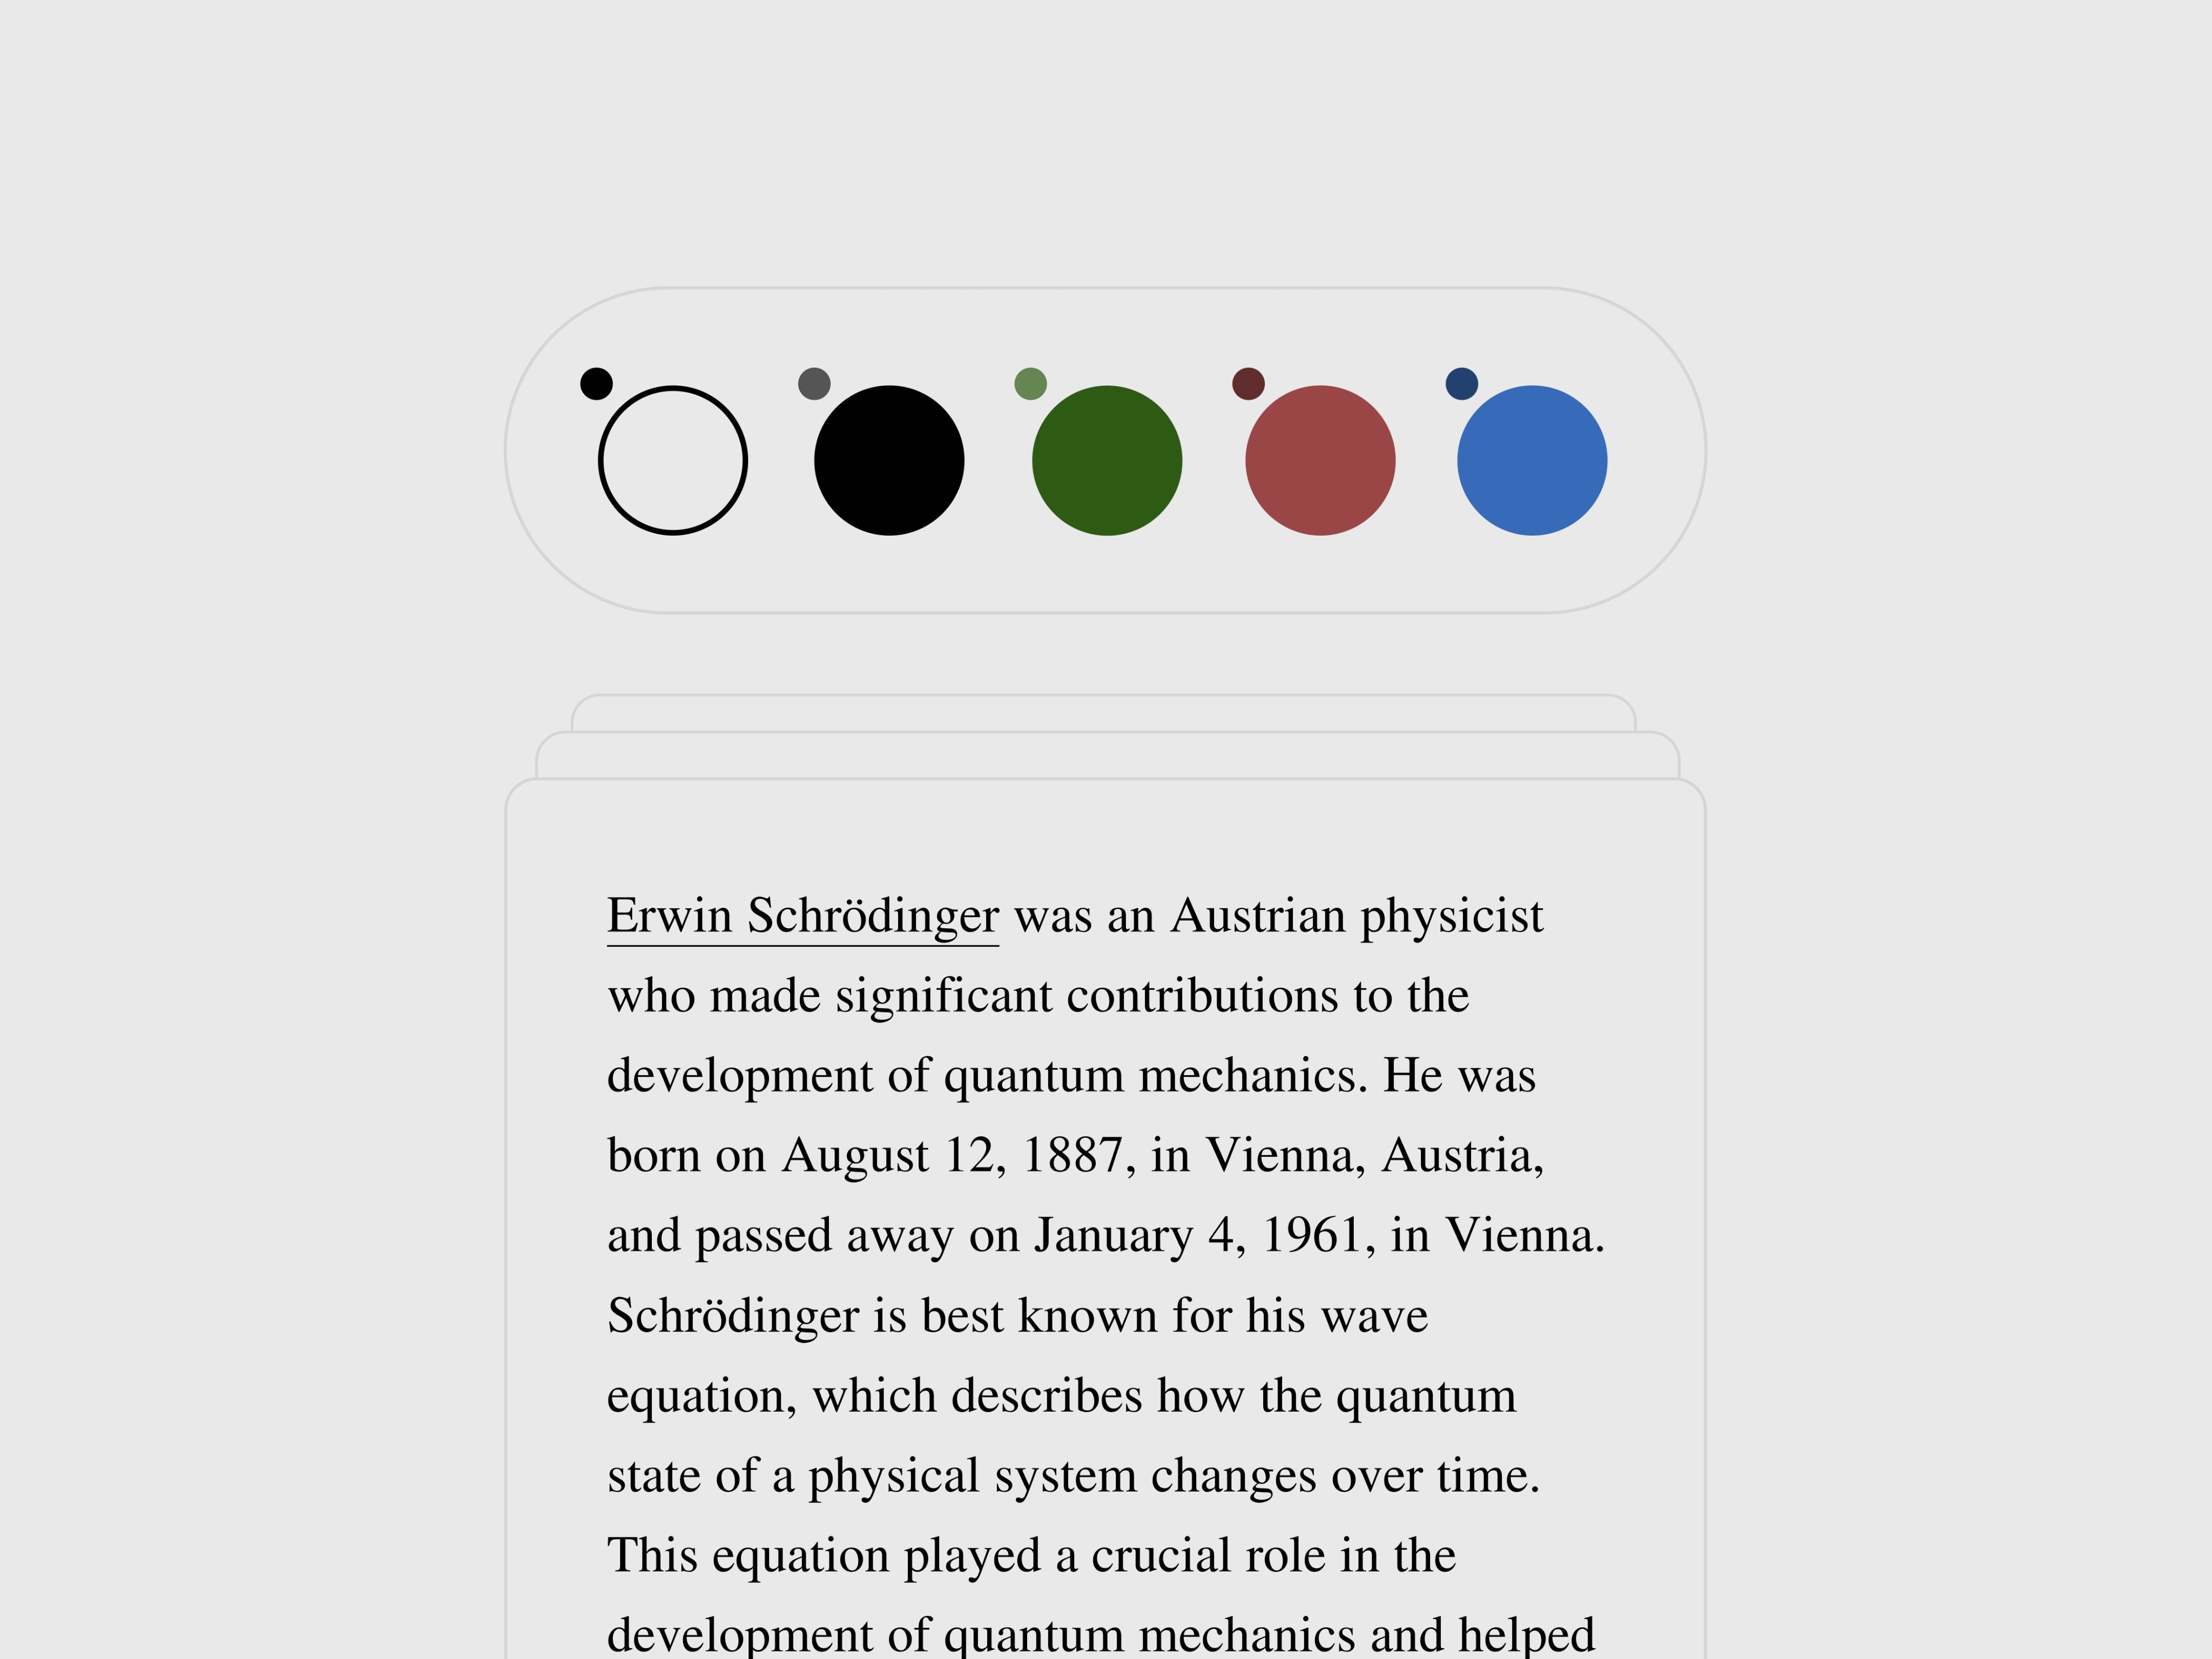 Erwin Schrödinger was an Austrian physicist
who made significant contributions to the
development of quantum mechanics. He was
born on August 12, 1887, in Vienna, Austria,
and passed away on January 4, 1961, in Vienna.
Schrödinger is best known for his wave
equation, which describes how the quantum
state of a physical system changes over time.
This equation played a crucial role in the
development of quantum mechanics and helped